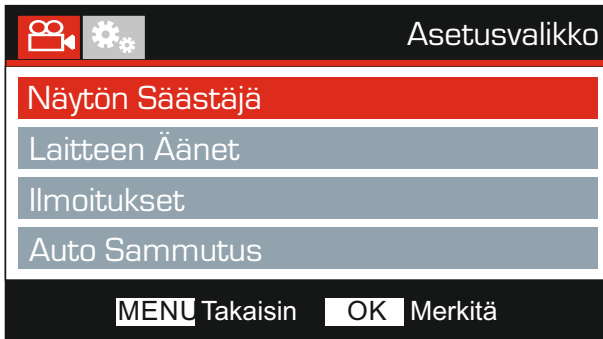 Asetusvalikko
Näytön Säästäjä
Laitteen Äänet
Ilmoitukset
Auto Sammutus
MENU Takaisin OK Merkitä